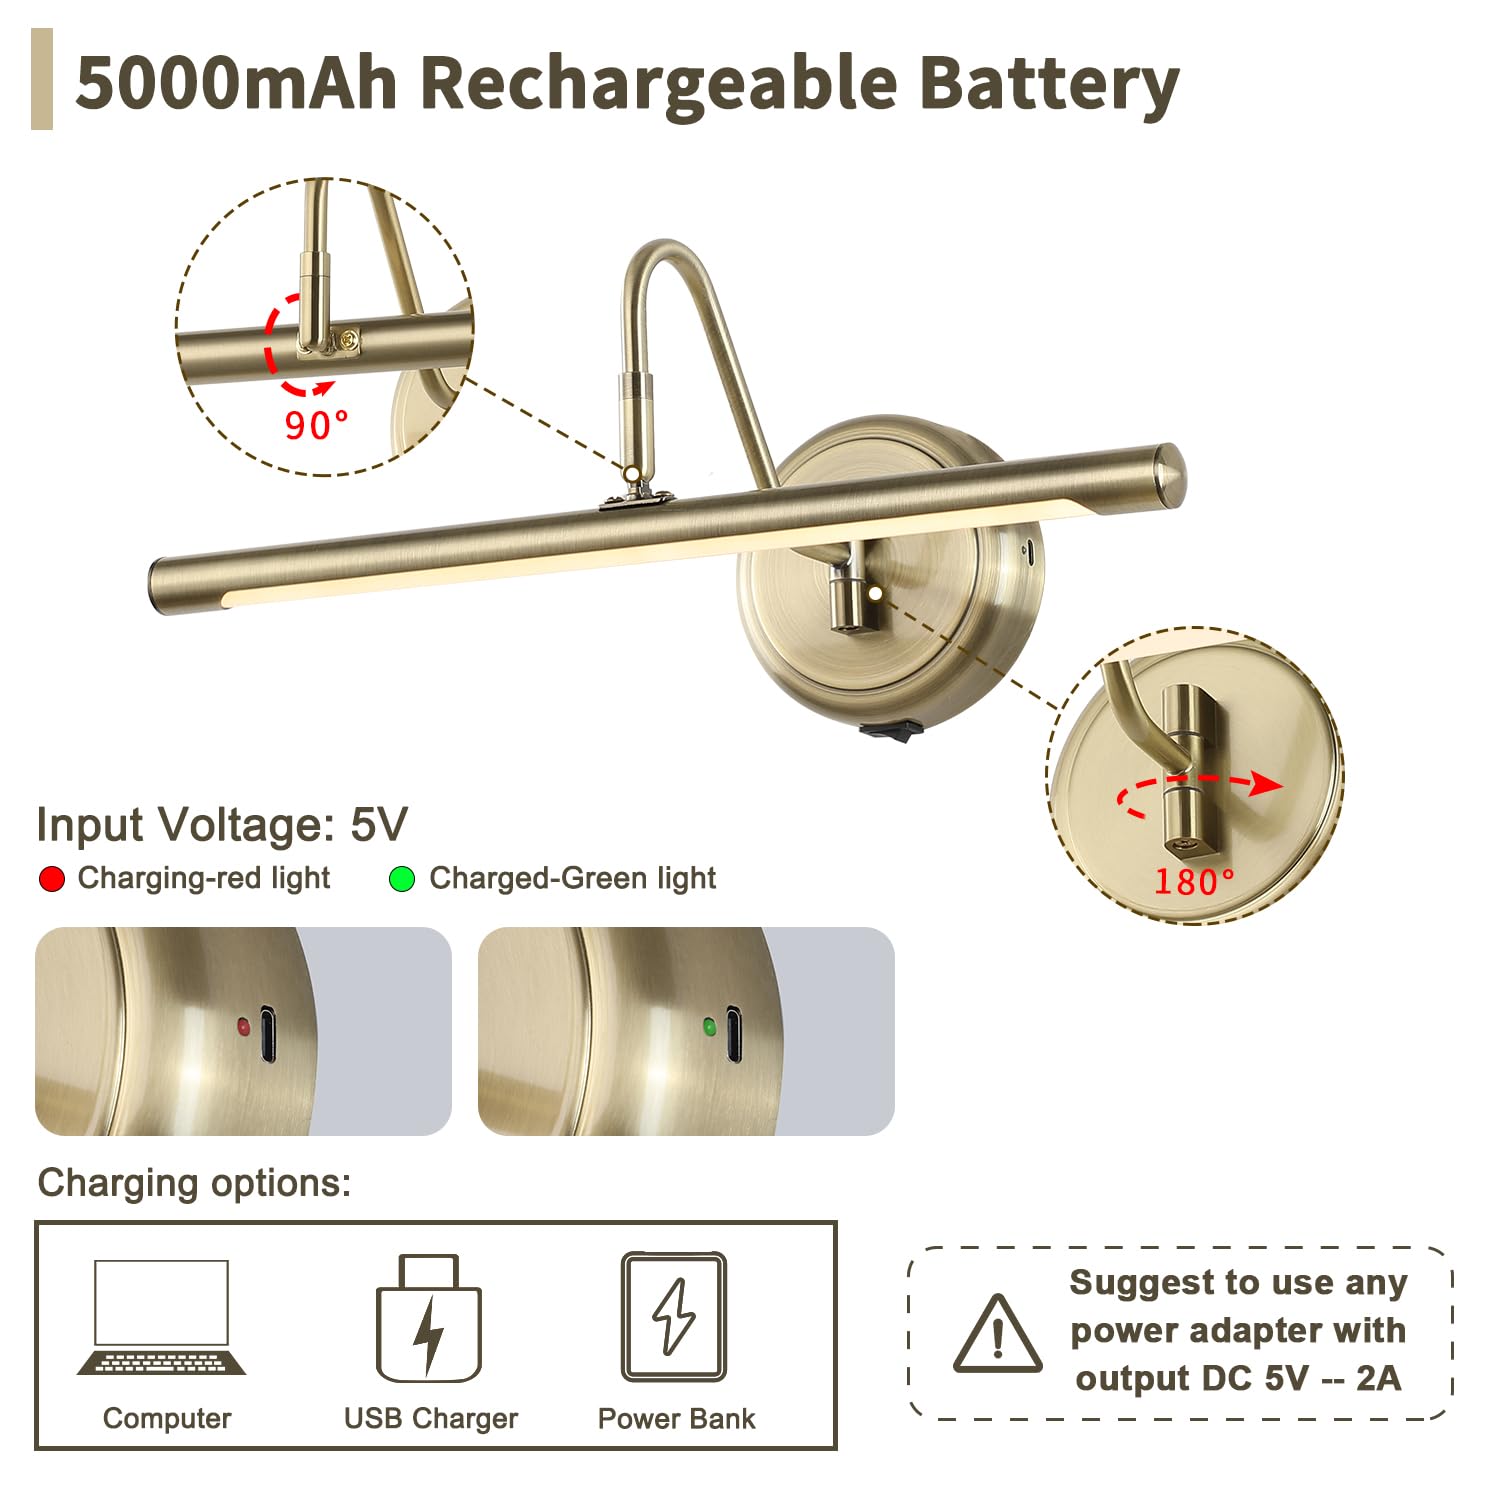 5000mAh Rechargeable Battery
90°
180°
Input Voltage: 5V
Charging-red light
Charged-Green light
Charging options:
Computer
USB Charger
Power Bank
Suggest to use any
power adapter with
output DC 5V -- 2A